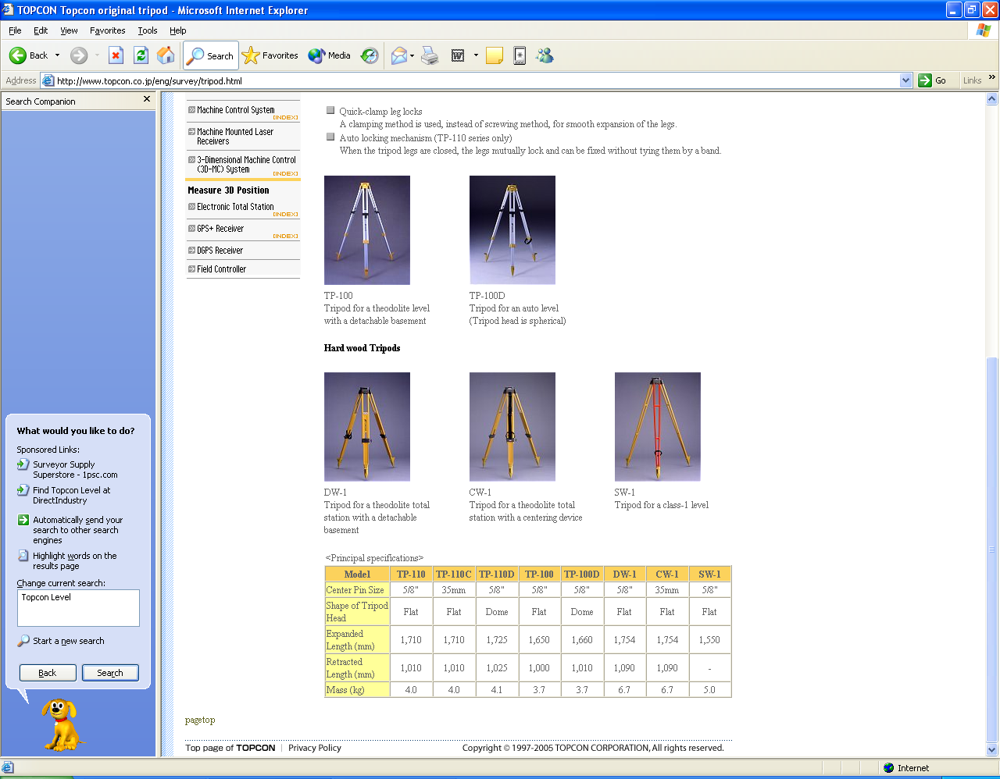 TOPCON Topcon original tripod - Microsoft Internet Explorer
File Edit View Favorites Tools Help
Back Search Favorites Media
Address http://www.topcon.co.jp/eng/survey/tripod.html Go Links »
Search Companion
What would you like to do?
Sponsored Links:
Surveyor Supply
Superstore - 1psc.com
Find Topcon Level at
DirectIndustry
Automatically send your
search to other search
engines
Highlight words on the
results page
Change current search:
Topcon Level
Start a new search
Back Search
Machine Control System
[INDEX]
Machine Mounted Laser
Receivers
3-Dimensional Machine Control
(3D-MC) System
[INDEX]
Measure 3D Position
Electronic Total Station
[INDEX]
GPS+ Receiver
[INDEX]
DGPS Receiver
Field Controller
Quick-clamp leg locks
A clamping method is used, instead of screwing method, for smooth expansion of the legs.
Auto locking mechanism (TP-110 series only)
When the tripod legs are closed, the legs mutually lock and can be fixed without tying them by a band.
TP-100
Tripod for a theodolite level
with a detachable basement
TP-100D
Tripod for an auto level
(Tripod head is spherical)
Hard wood Tripods
DW-1
Tripod for a theodolite total
station with a detachable
basement
CW-1
Tripod for a theodolite total
station with a centering device
SW-1
Tripod for a class-1 level
<Principal specifications>
Model TP-110 TP-110C TP-110D TP-100 TP-100D DW-1 CW-1 SW-1
Center Pin Size 5/8" 35mm 5/8" 5/8" 5/8" 5/8" 35mm 5/8"
Shape of Tripod
Head Flat Flat Dome Flat Dome Flat Flat Flat
Expanded
Length (mm) 1,710 1,710 1,725 1,650 1,660 1,754 1,754 1,550
Retracted
Length (mm) 1,010 1,010 1,025 1,000 1,010 1,090 1,090 -
Mass (kg) 4.0 4.0 4.1 3.7 3.7 6.7 6.7 5.0
pagetop
Top page of TOPCON | Privacy Policy Copyright © 1997-2005 TOPCON CORPORATION, All rights reserved.
Internet